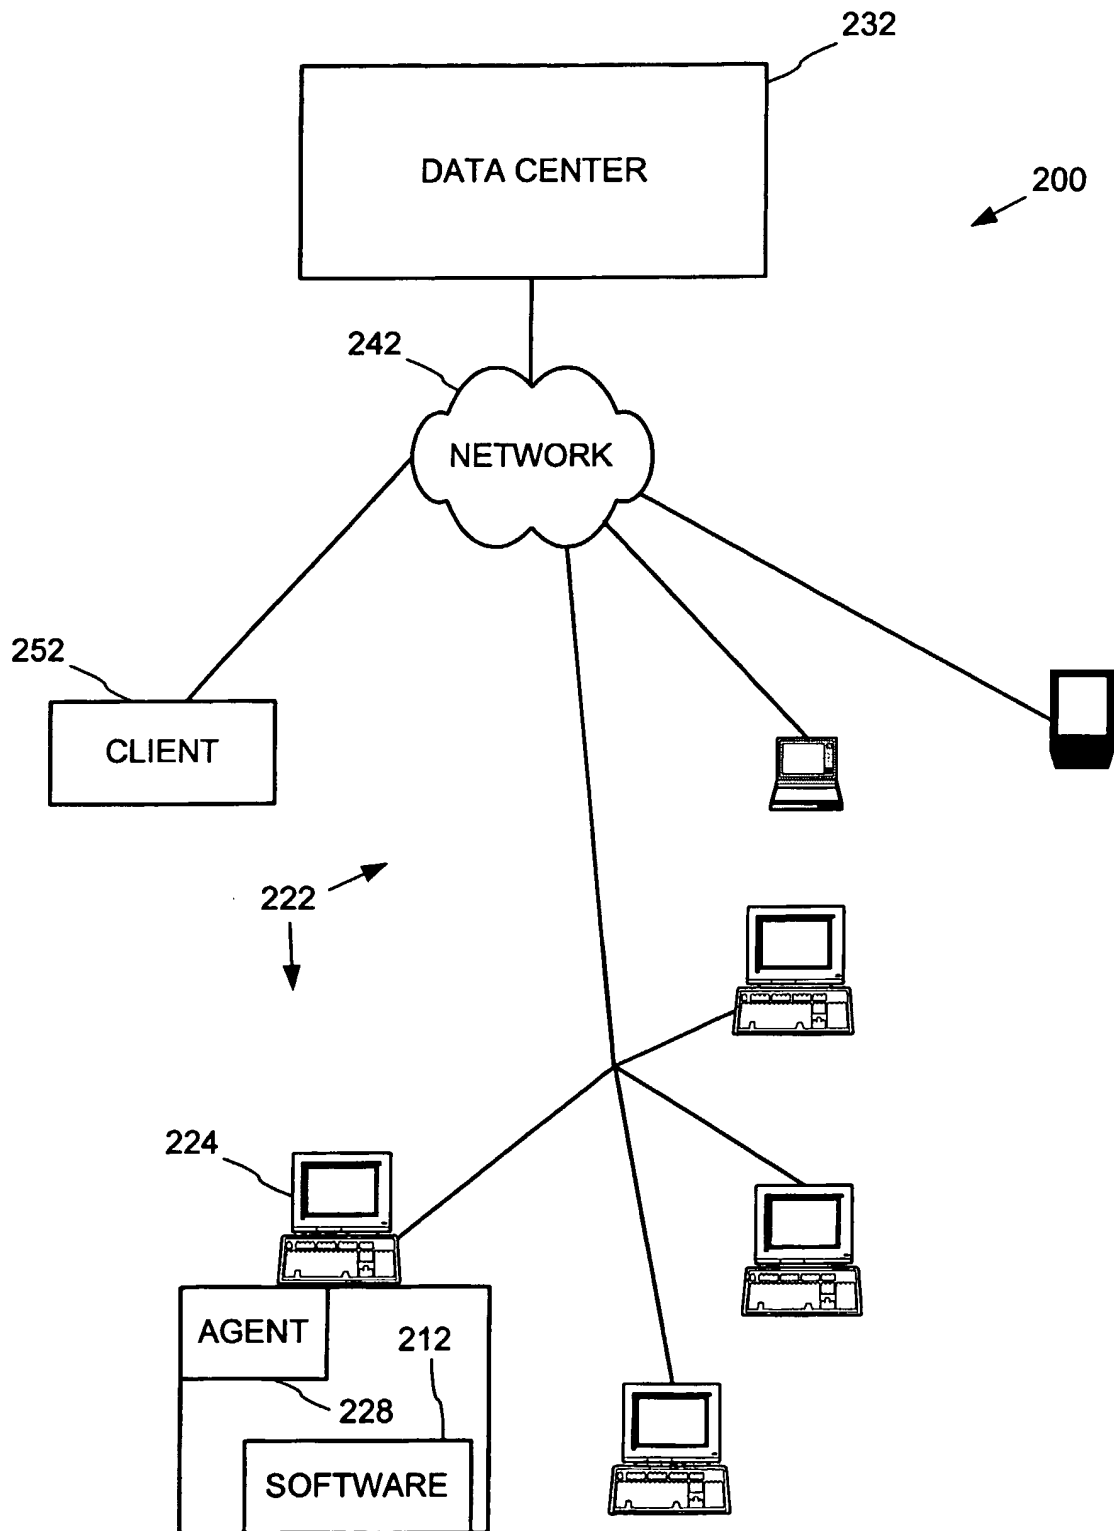 232
DATA CENTER
200
242
NETWORK
252
CLIENT
222
224
AGENT
212
228
SOFTWARE